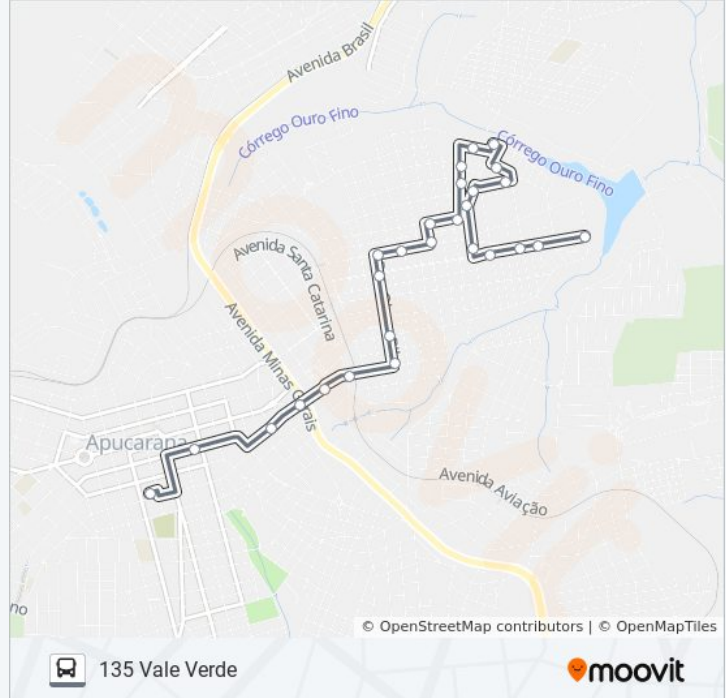 Avenida Brasil
Córrego Ouro Fino
Córrego Ouro Fino
Avenida Santa Catarina
Avenida Minas Gerais
Apucarana
Avenida Aviação
no
© OpenStreetMap contributors | © OpenMapTiles
135 Vale Verde
moovit